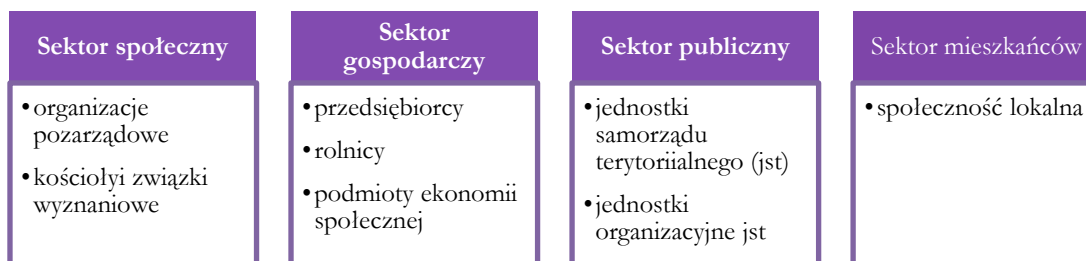 Sektor społeczny
• organizacje
pozarządowe
• kościołyi związki
wyznaniowe
Sektor
gospodarczy
• przedsiębiorcy
• rolnicy
• podmioty ekonomii
społecznej
Sektor publiczny
• jednostki
samorządu
terytoriialnego (jst)
• jednostki
organizacyjne jst
Sektor mieszkańców
• społeczność lokalna